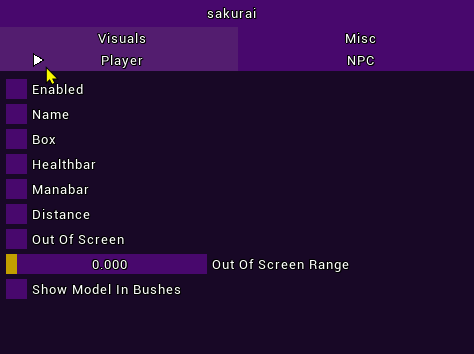 sakurai
Visuals Misc
Player NPC
Enabled
Name
Box
Healthbar
Manabar
Distance
Out Of Screen
0.000 Out Of Screen Range
Show Model In Bushes